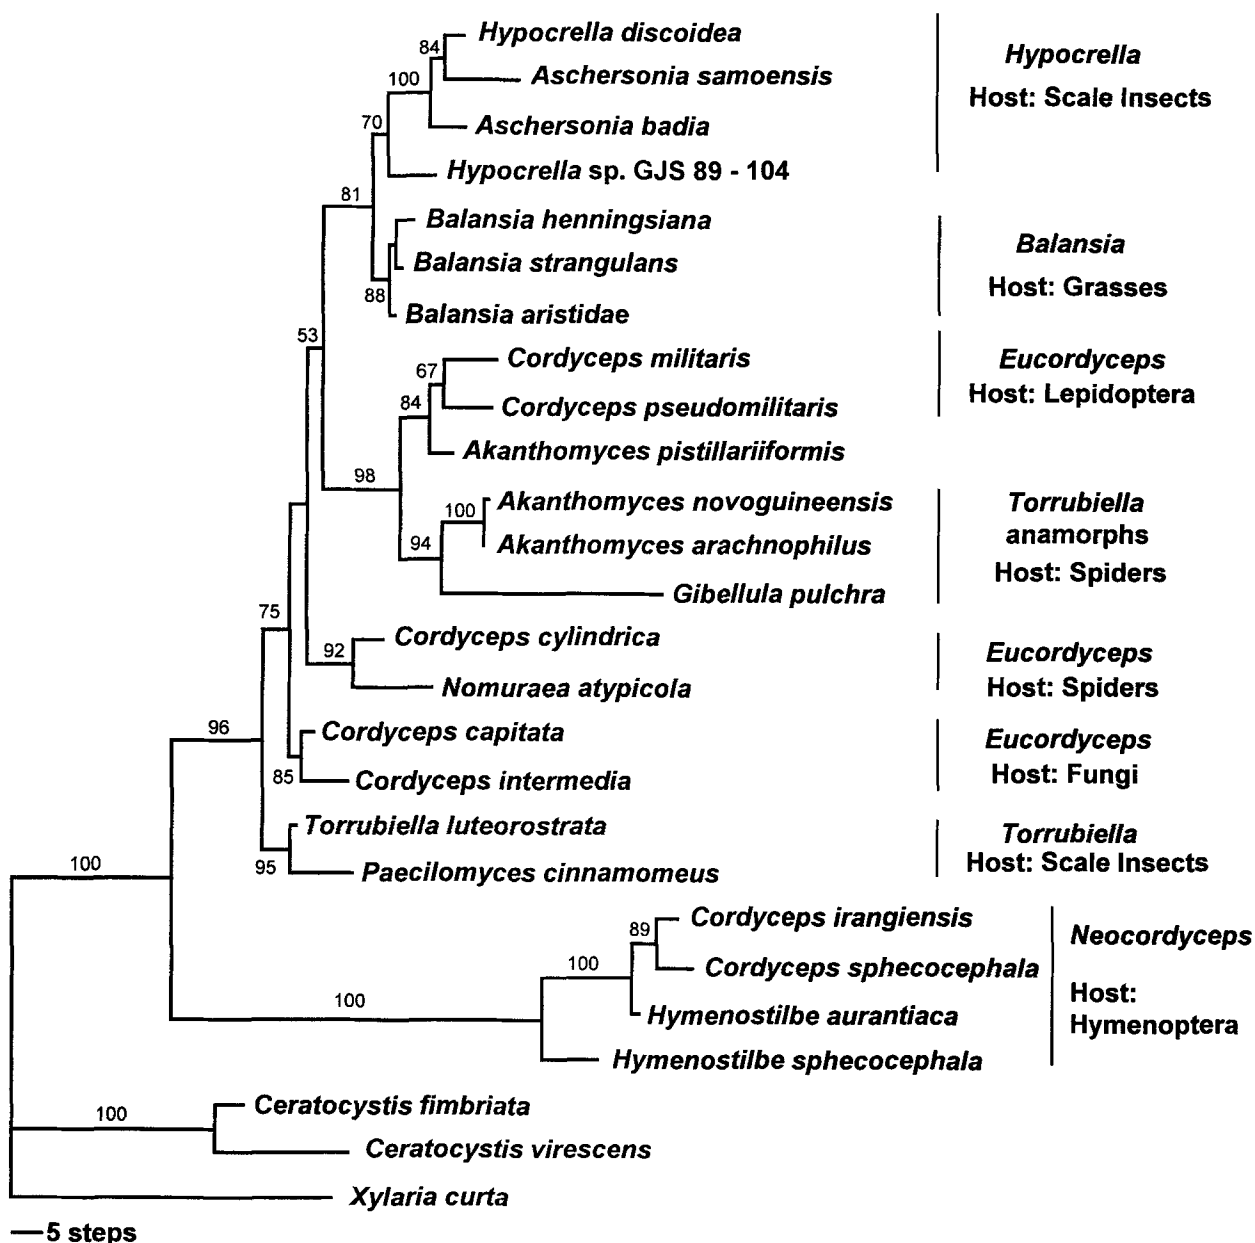 Hypocrella discoidea
84
Hypocrella
Aschersonia samoensis
100
Host: Scale Insects
Aschersonia badia
70
Hypocrella sp. GJS 89 - 104
81
Balansia henningsiana
Balansia
Balansia strangulans
Host: Grasses
88
Balansia aristidae
53
Cordyceps militaris
Eucordyceps
67
Host: Lepidoptera
84
Cordyceps pseudomilitaris
Akanthomyces pistillariiformis
98
Akanthomyces novoguineensis
Torrubiella
100
anamorphs
Akanthomyces arachnophilus
94
Host: Spiders
Gibellula pulchra
75
Cordyceps cylindrica
92
Eucordyceps
Nomuraea atypicola
Host: Spiders
96
Cordyceps capitata
Eucordyceps
85
Cordyceps intermedia
Host: Fungi
Torrubiella luteorostrata
Torrubiella
100
95
Host: Scale Insects
Paecilomyces cinnamomeus
Cordyceps irangiensis
89
Neocordyceps
100
Cordyceps sphecocephala
100
Host:
Hymenostilbe aurantiaca
Hymenoptera
Hymenostilbe sphecocephala
Ceratocystis fimbriata
100
Ceratocystis virescens
Xylaria curta
5 steps